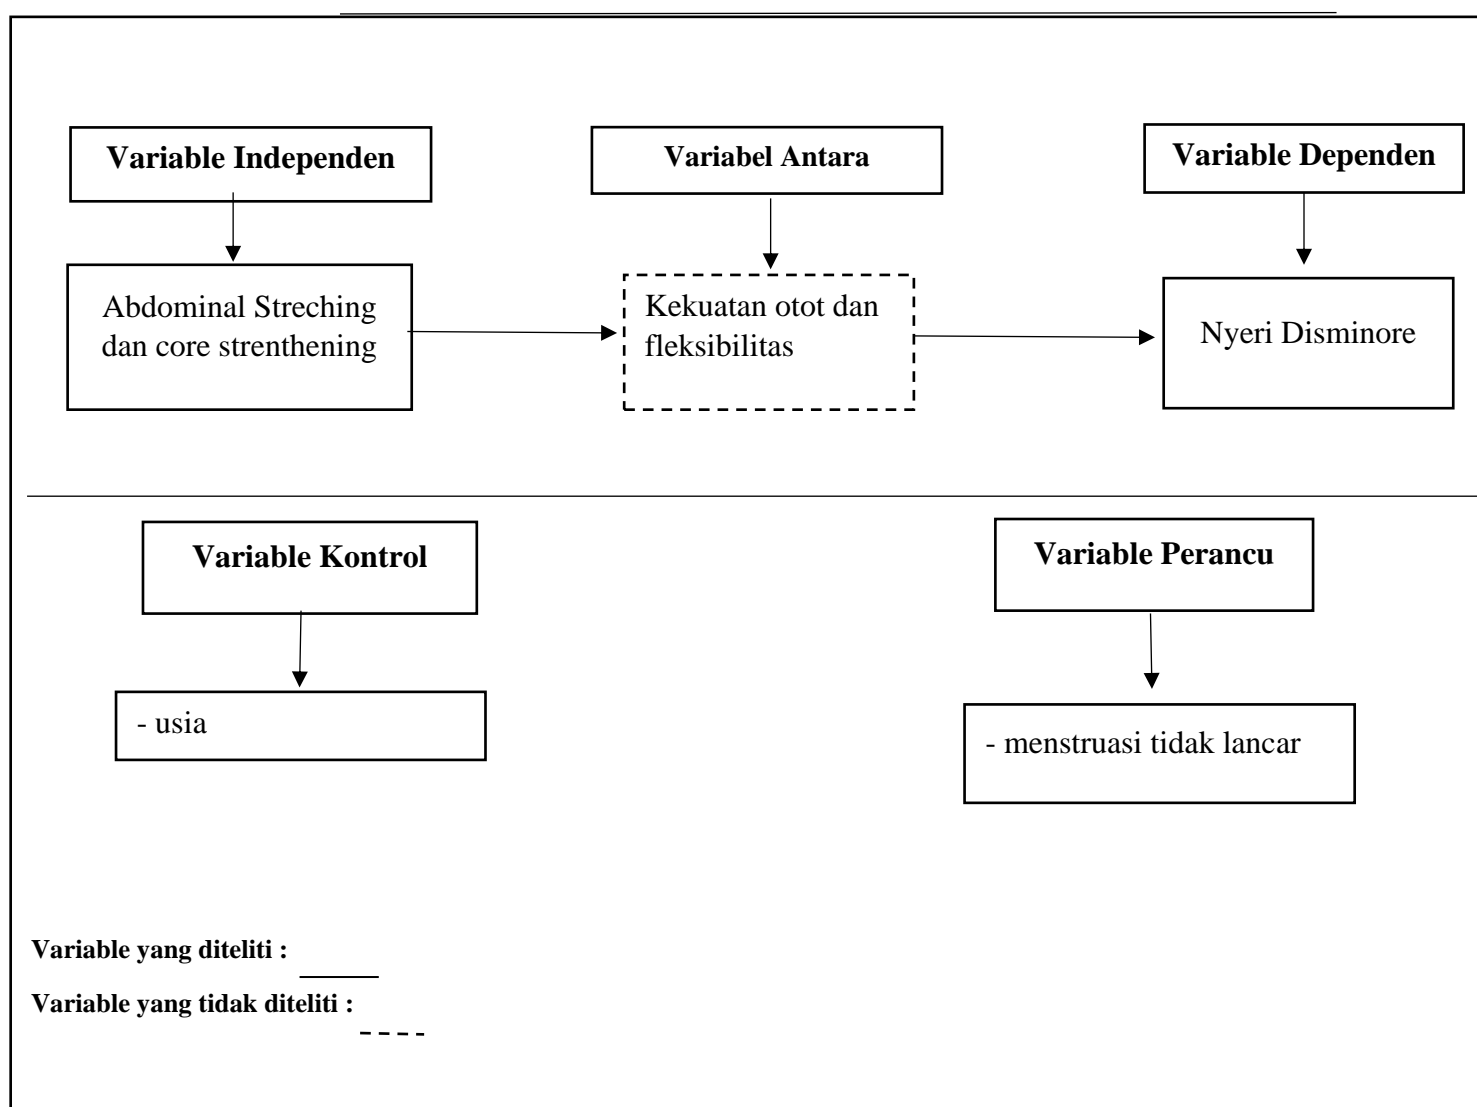 Variable Independen
Variabel Antara
Variable Dependen
Abdominal Streching
dan core strenthening
Kekuatan otot dan
fleksibilitas
Nyeri Disminore
Variable Kontrol
Variable Perancu
- usia
- menstruasi tidak lancar
Variable yang diteliti :
Variable yang tidak diteliti :